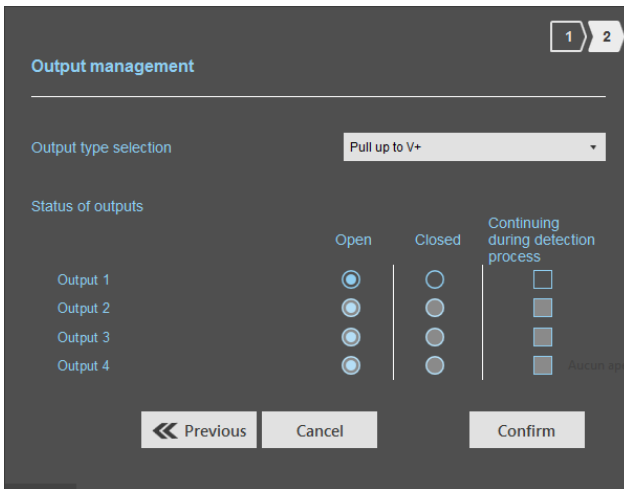 1 2
Output management
Output type selection
Pull up to V+
Status of outputs
Open
Closed
Continuing
during detection
process
Output 1
Output 2
Output 3
Output 4
Aucun
Previous
Cancel
Confirm